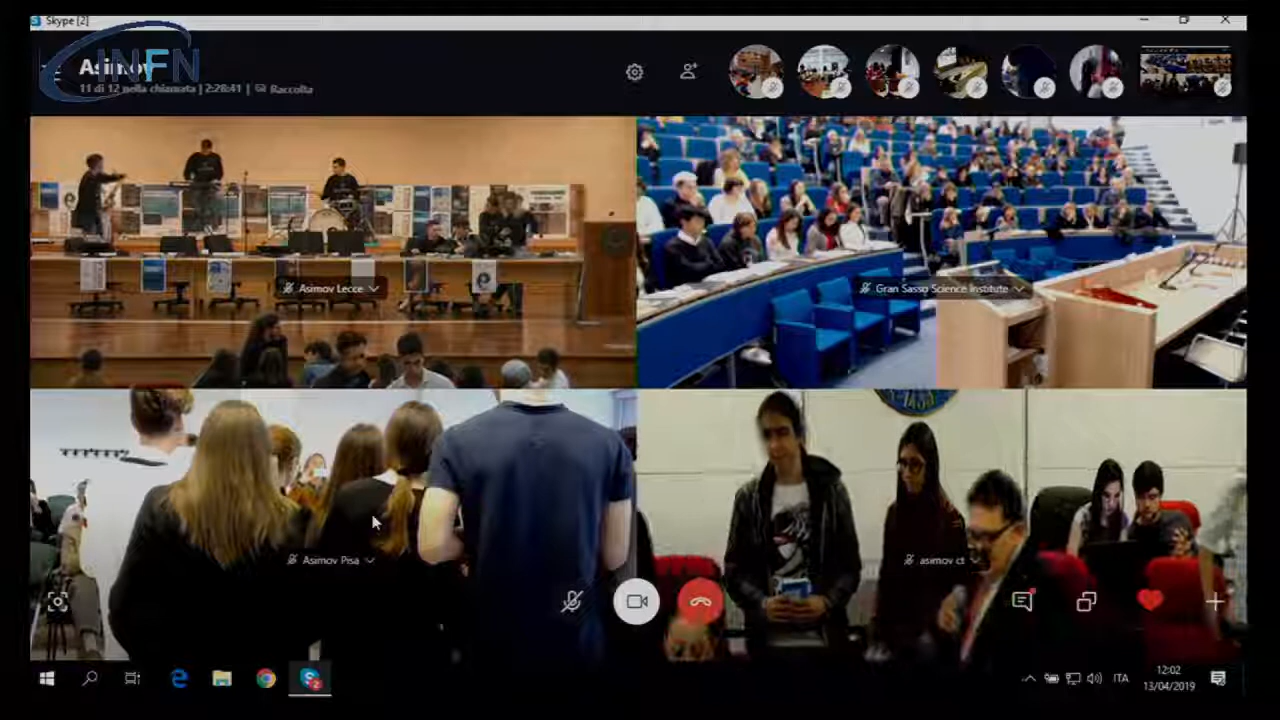 Skype [2]
INFN
Asimov
11 di 12 nella chiamata | 2:28:41 | Raccolta
Asimov Lecce
Gran Sasso Science Institute
Asimov Pisa
asimov ct
ITA
12:02
13/04/2019